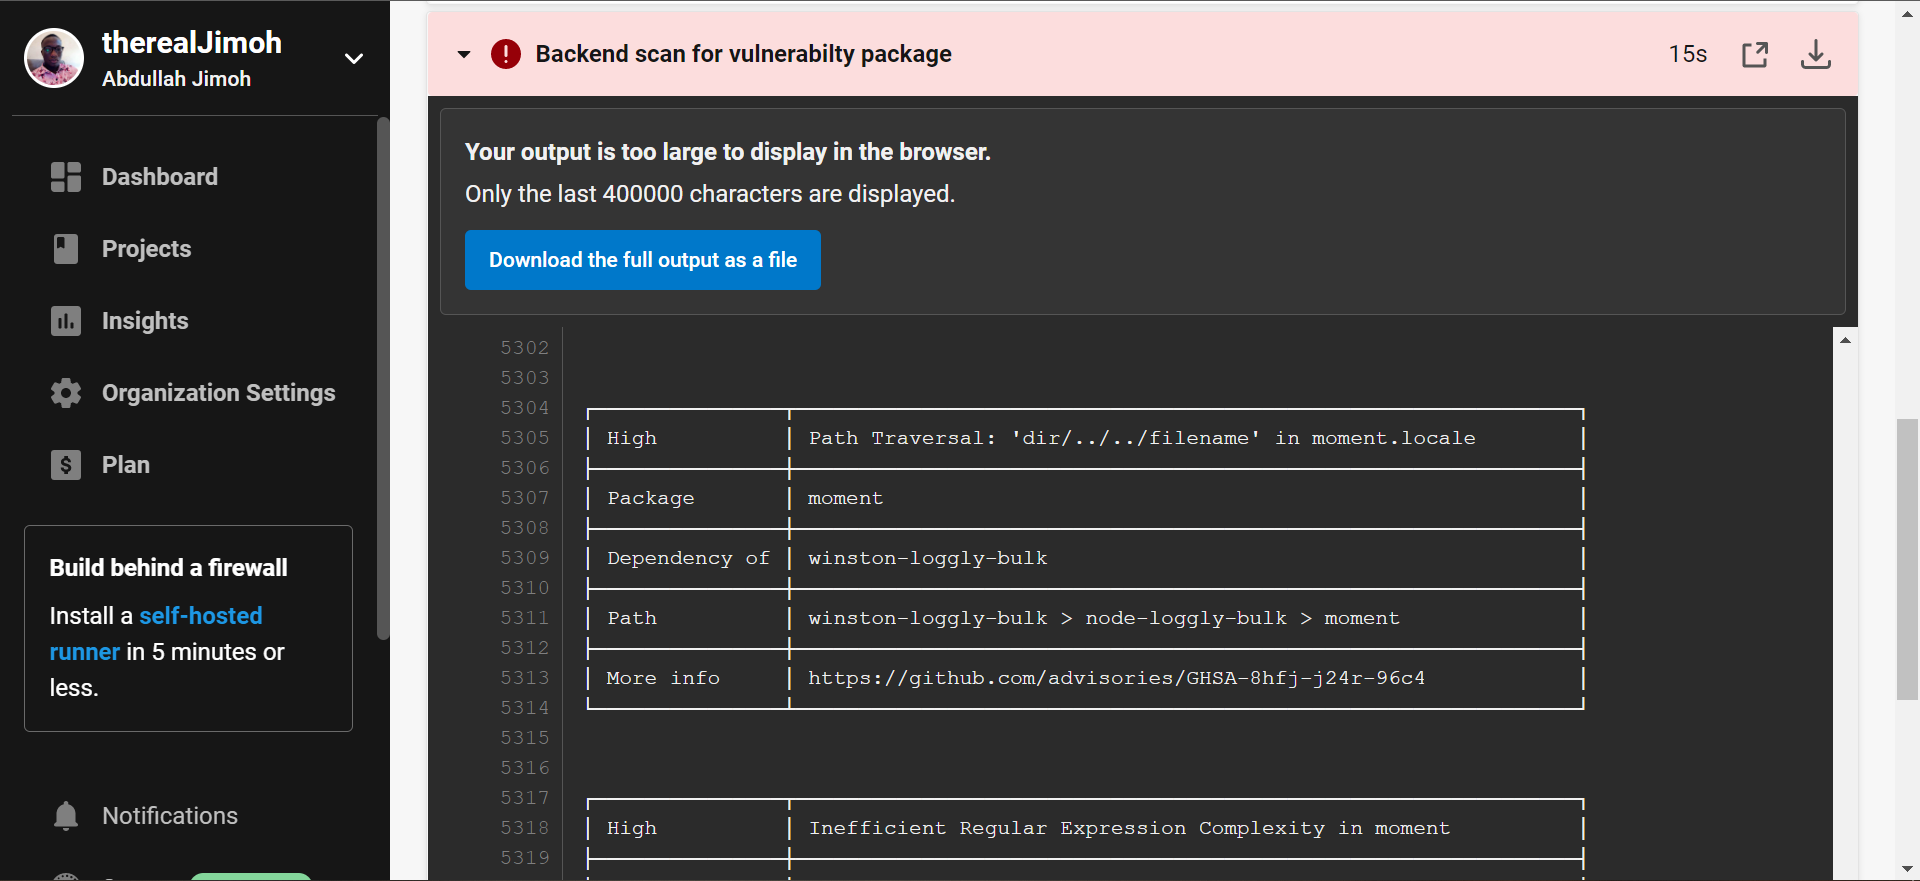 therealJimoh
Abdullah Jimoh
Dashboard
Projects
Insights
Organization Settings
Plan
Build behind a firewall
Install a self-hosted
runner in 5 minutes or
less.
Notifications
Backend scan for vulnerabilty package
15s
Your output is too large to display in the browser.
Only the last 400000 characters are displayed.
Download the full output as a file
5302
5303
5304
5305 High Path Traversal: 'dir/../../filename' in moment.locale
5306
5307 Package moment
5308
5309 Dependency of winston-loggly-bulk
5310
5311 Path winston-loggly-bulk > node-loggly-bulk > moment
5312
5313 More info https://github.com/advisories/GHSA-8hfj-j24r-96c4
5314
5315
5316
5317
5318 High Inefficient Regular Expression Complexity in moment
5319